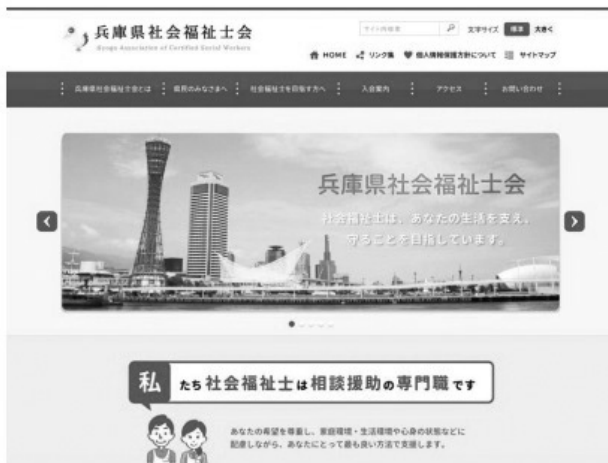 兵庫県社会福祉士会
Hyogo Association of Certified Social Workers
サイト内検索
文字サイズ 標準 大きく
HOME リンク集 個人情報保護方針について サイトマップ
兵庫県社会福祉士会とは 県民のみなさまへ 社会福祉士を目指す方へ 入会案内 アクセス お問い合わせ
兵庫県社会福祉士会
社会福祉士は、あなたの生活を支え、
守ることを目指しています。
私たち社会福祉士は相談援助の専門職です
あなたの希望を尊重し、家庭環境・生活環境や心身の状態などに
配慮しながら、あなたにとって最も良い方法で支援します。